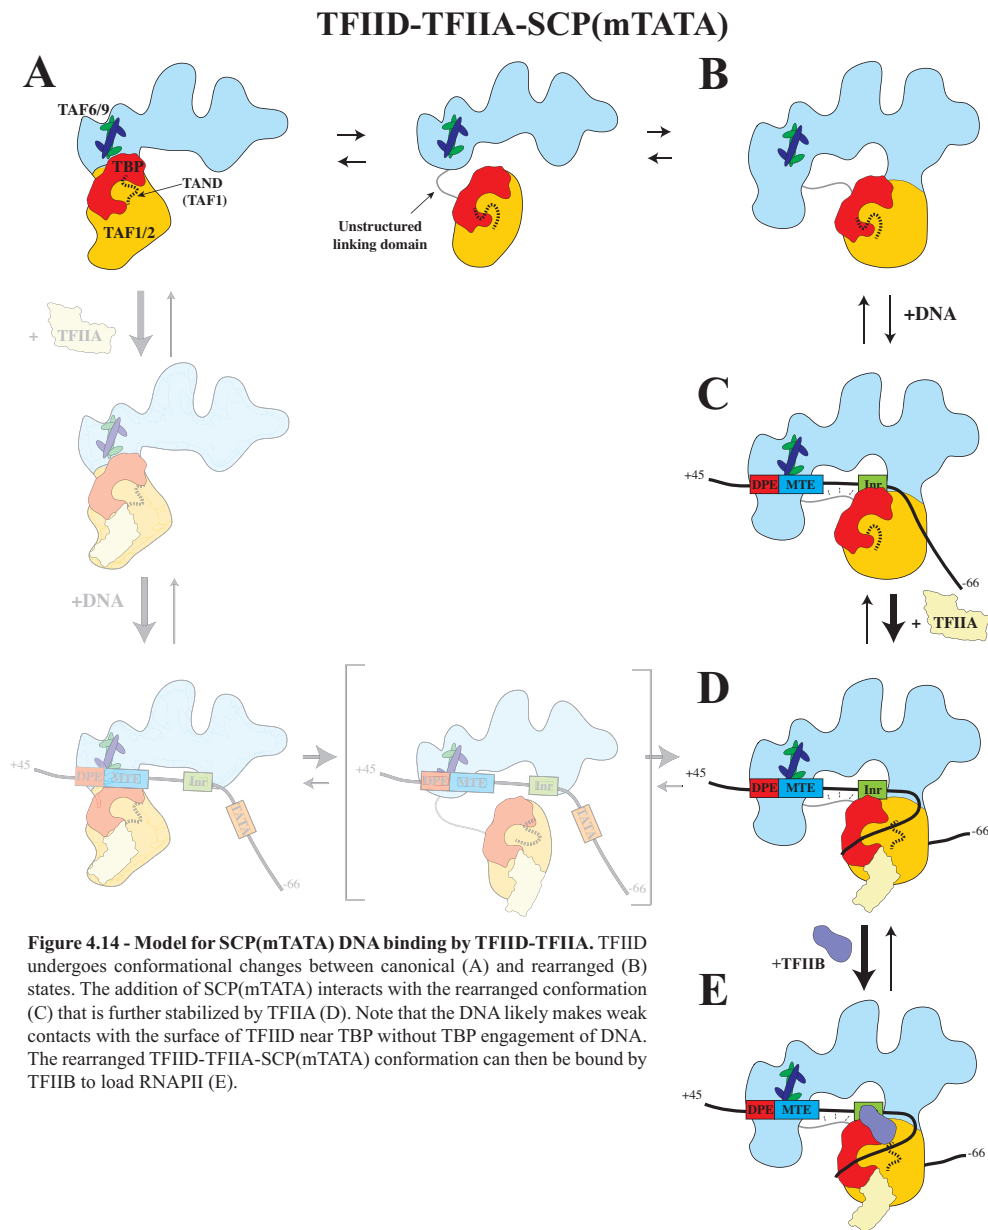 TFIID-TFIIA-SCP(mTATA)
A
B
TAF6/9
TBP
TAND
(TAF1)
TAF1/2
Unstructured
linking domain
+ TFIIA
+DNA
C
+45
DPE MTE Inr
-66
+DNA
+ TFIIA
D
+45
DPE MTE Inr
TATA
-66
+45
DPE MTE Inr
TATA
-66
+45
DPE MTE Inr
-66
+TFIIB
E
+45
DPE MTE
-66
Figure 4.14 - Model for SCP(mTATA) DNA binding by TFIID-TFIIA. TFIID
undergoes conformational changes between canonical (A) and rearranged (B)
states. The addition of SCP(mTATA) interacts with the rearranged conformation
(C) that is further stabilized by TFIIA (D). Note that the DNA likely makes weak
contacts with the surface of TFIID near TBP without TBP engagement of DNA.
The rearranged TFIID-TFIIA-SCP(mTATA) conformation can then be bound by
TFIIB to load RNAPII (E).